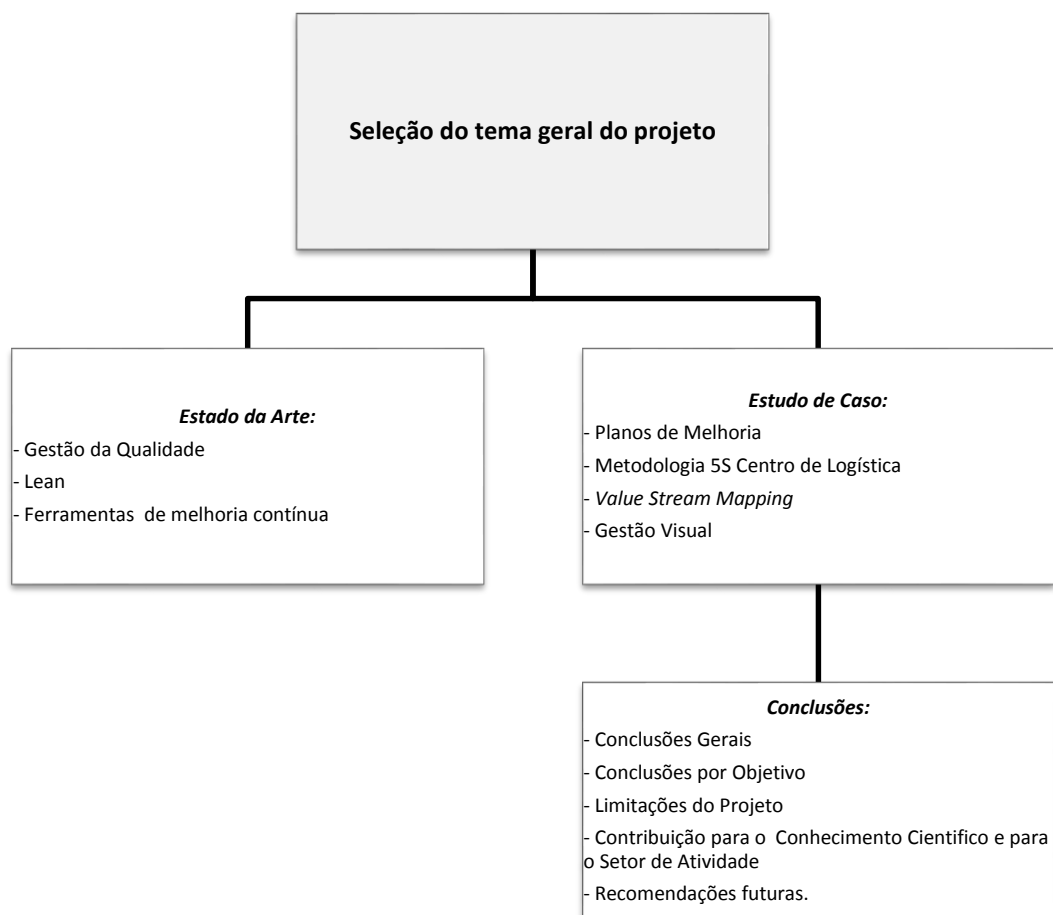 Seleção do tema geral do projeto
Estado da Arte:
- Gestão da Qualidade
- Lean
- Ferramentas  de melhoria contínua
Estudo de Caso:
- Planos de Melhoria
- Metodologia 5S Centro de Logística
- Value Stream Mapping
- Gestão Visual
Conclusões:
- Conclusões Gerais
- Conclusões por Objetivo
- Limitações do Projeto
- Contribuição para o  Conhecimento Cientifico e para
o Setor de Atividade
- Recomendações futuras.